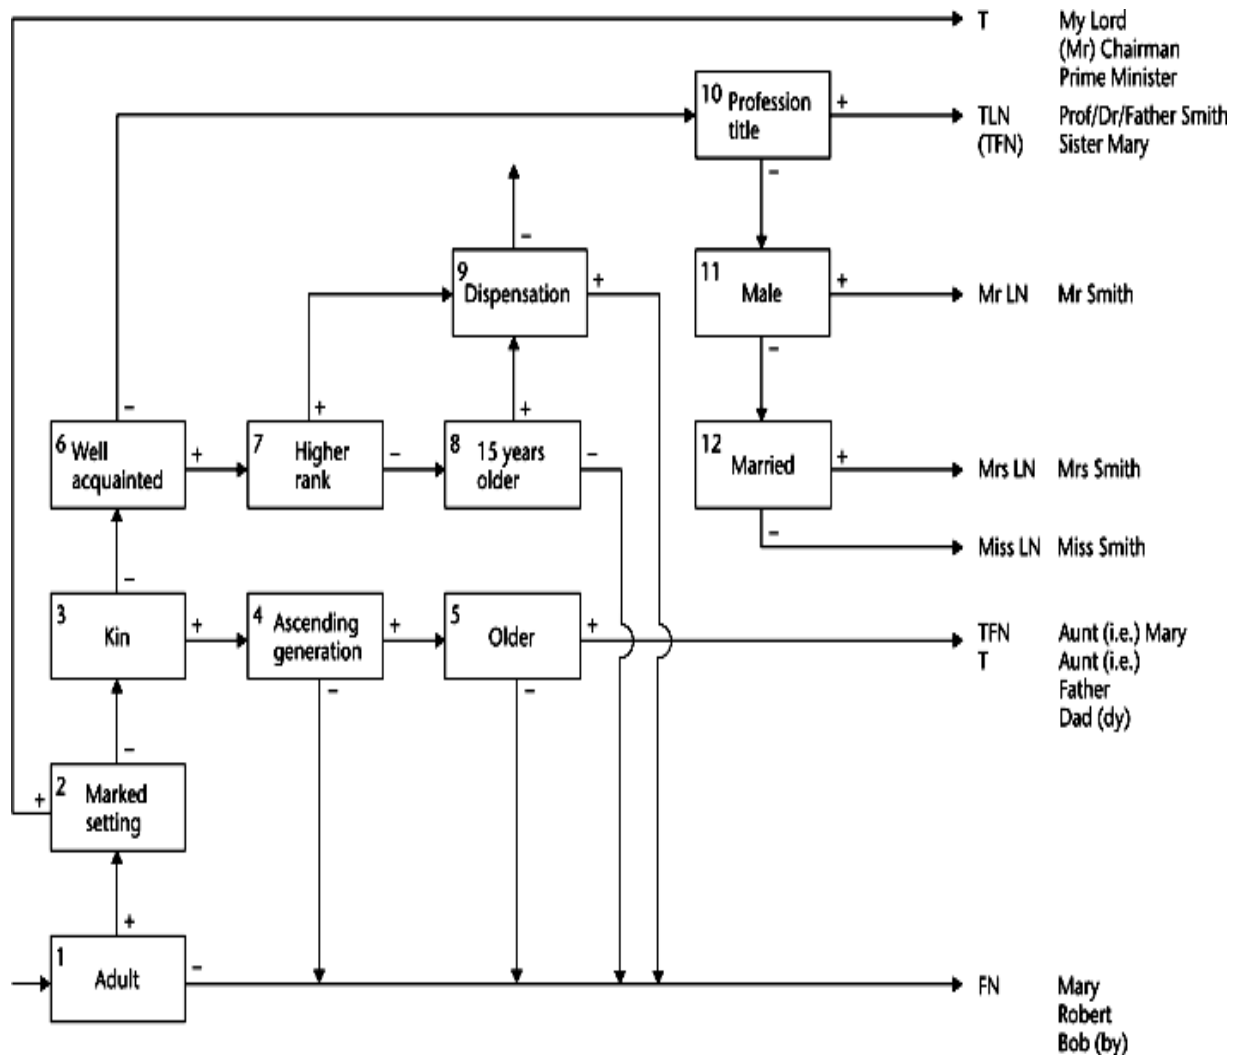 T My Lord
(Mr) Chairman
Prime Minister
10 Profession
title
+
TLN Prof/Dr/Father Smith
(TFN) Sister Mary
–
–
9
Dispensation
+
11
Male
+
Mr LN Mr Smith
–
–
+
+
6 Well
acquainted
+
7 Higher
rank
–
8 15 years
older
–
12
Married
+
Mrs LN Mrs Smith
–
Miss LN Miss Smith
–
3
Kin
+
4 Ascending
generation
+
5
Older
+
TFN Aunt (i.e.) Mary
T Aunt (i.e.)
Father
Dad (dy)
–
–
–
+
2 Marked
setting
+
1
Adult
–
FN Mary
Robert
Bob (by)